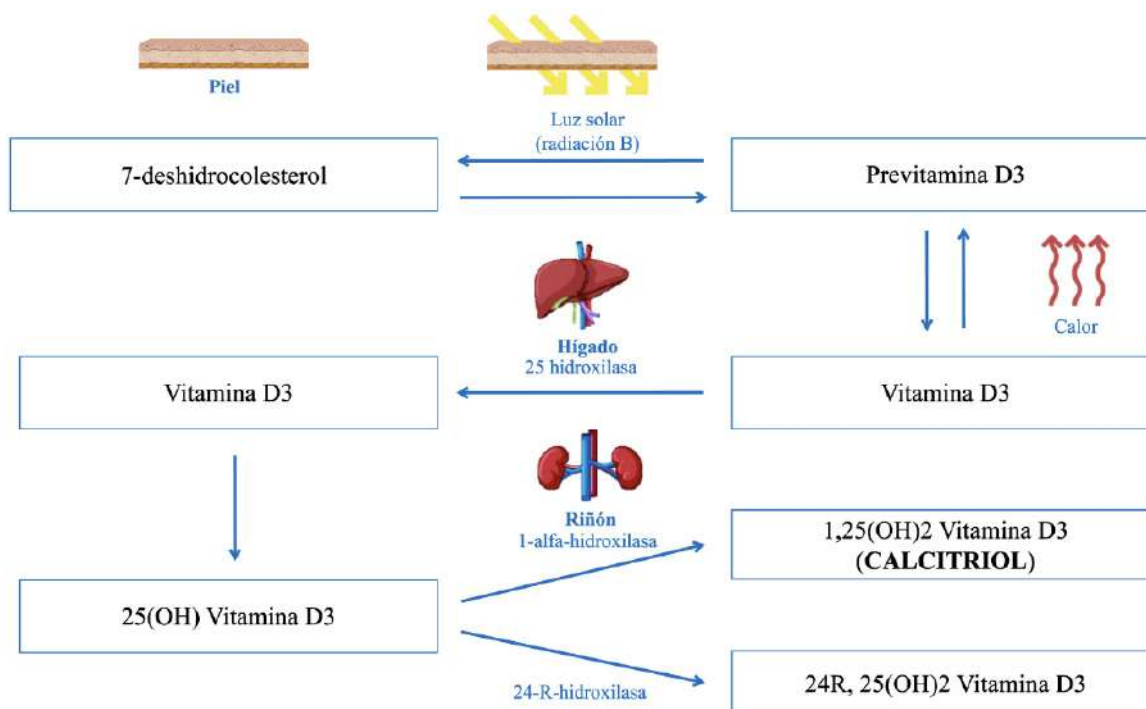 Piel
Luz solar
(radiación B)
7-deshidrocolesterol
Previtamina D3
Calor
Hígado
25 hidroxilasa
Vitamina D3
Vitamina D3
Riñón
1-alfa-hidroxilasa
1,25(OH)2 Vitamina D3
(CALCITRIOL)
25(OH) Vitamina D3
24-R-hidroxilasa
24R, 25(OH)2 Vitamina D3